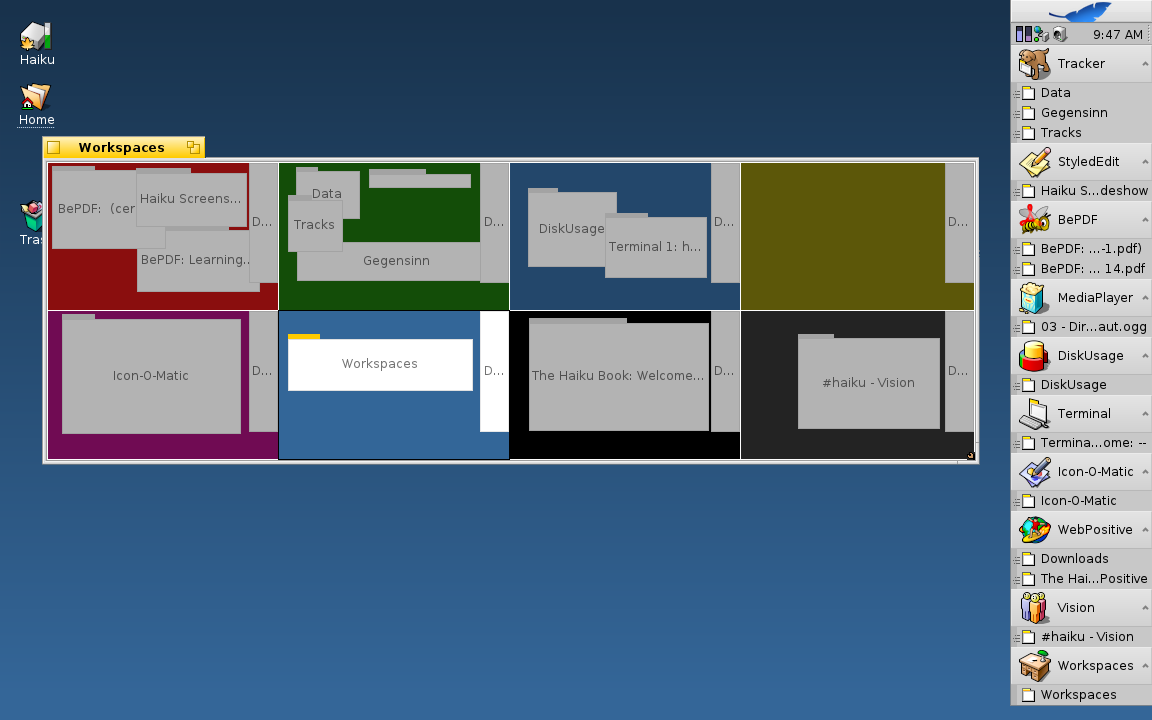 Haiku
Home
Workspaces
BePDF: (cer
Haiku Screens...
D...
BePDF: Learning..
Data
Tracks
D...
Gegensinn
DiskUsage
Terminal 1: h...
D...
D...
Icon-O-Matic
D...
Workspaces
D...
The Haiku Book: Welcome...
D...
#haiku - Vision
D...
9:47 AM
Tracker
Data
Gegensinn
Tracks
StyledEdit
Haiku S...deshow
BePDF
BePDF: ...-1.pdf)
BePDF: ... 14.pdf
MediaPlayer
03 - Dir...aut.ogg
DiskUsage
DiskUsage
Terminal
Termina...ome: --
Icon-O-Matic
Icon-O-Matic
WebPositive
Downloads
The Hai...Positive
Vision
#haiku - Vision
Workspaces
Workspaces